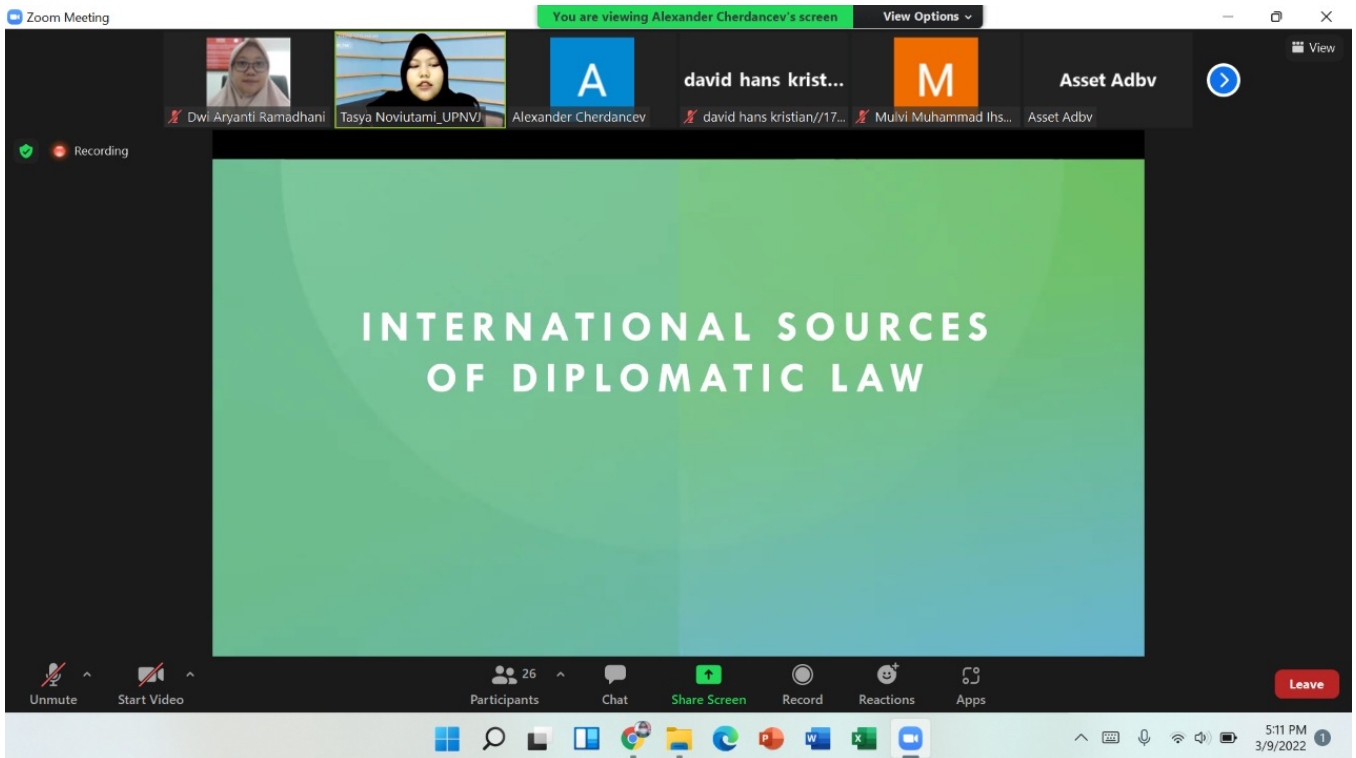 Zoom Meeting
You are viewing Alexander Cherdancev's screen
View Options
View
A
david hans krist...
M
Asset Adbv
Dwi Aryanti Ramadhani
Tasya Noviutami_UPNVJ
Alexander Cherdancev
david hans kristian//17...
Mulvi Muhammad Ihs...
Asset Adbv
Recording
INTERNATIONAL SOURCES
OF DIPLOMATIC LAW
Unmute
Start Video
26
Participants
Chat
Share Screen
Record
Reactions
Apps
Leave
5:11 PM
3/9/2022
1